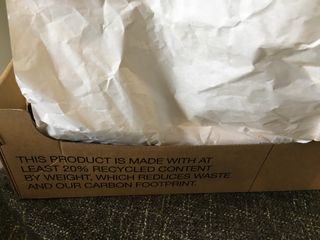 THIS PRODUCT IS MADE WITH AT
LEAST 20% RECYCLED CONTENT
BY WEIGHT, WHICH REDUCES WASTE
AND OUR CARBON FOOTPRINT.